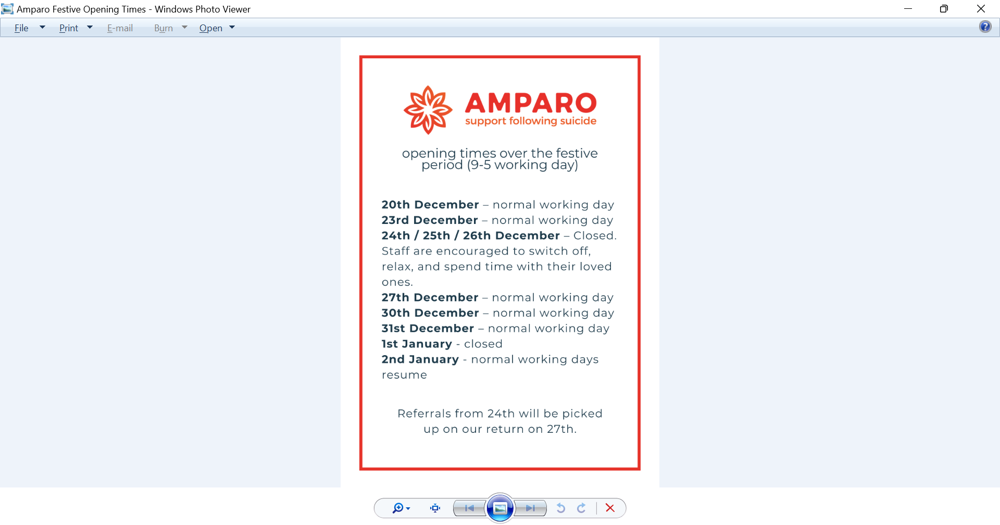 Amparo Festive Opening Times - Windows Photo Viewer
File Print E-mail Burn Open
AMPARO
support following suicide
opening times over the festive
period (9-5 working day)
20th December – normal working day
23rd December – normal working day
24th / 25th / 26th December – Closed.
Staff are encouraged to switch off,
relax, and spend time with their loved
ones.
27th December – normal working day
30th December – normal working day
31st December – normal working day
1st January - closed
2nd January - normal working days
resume
Referrals from 24th will be picked
up on our return on 27th.